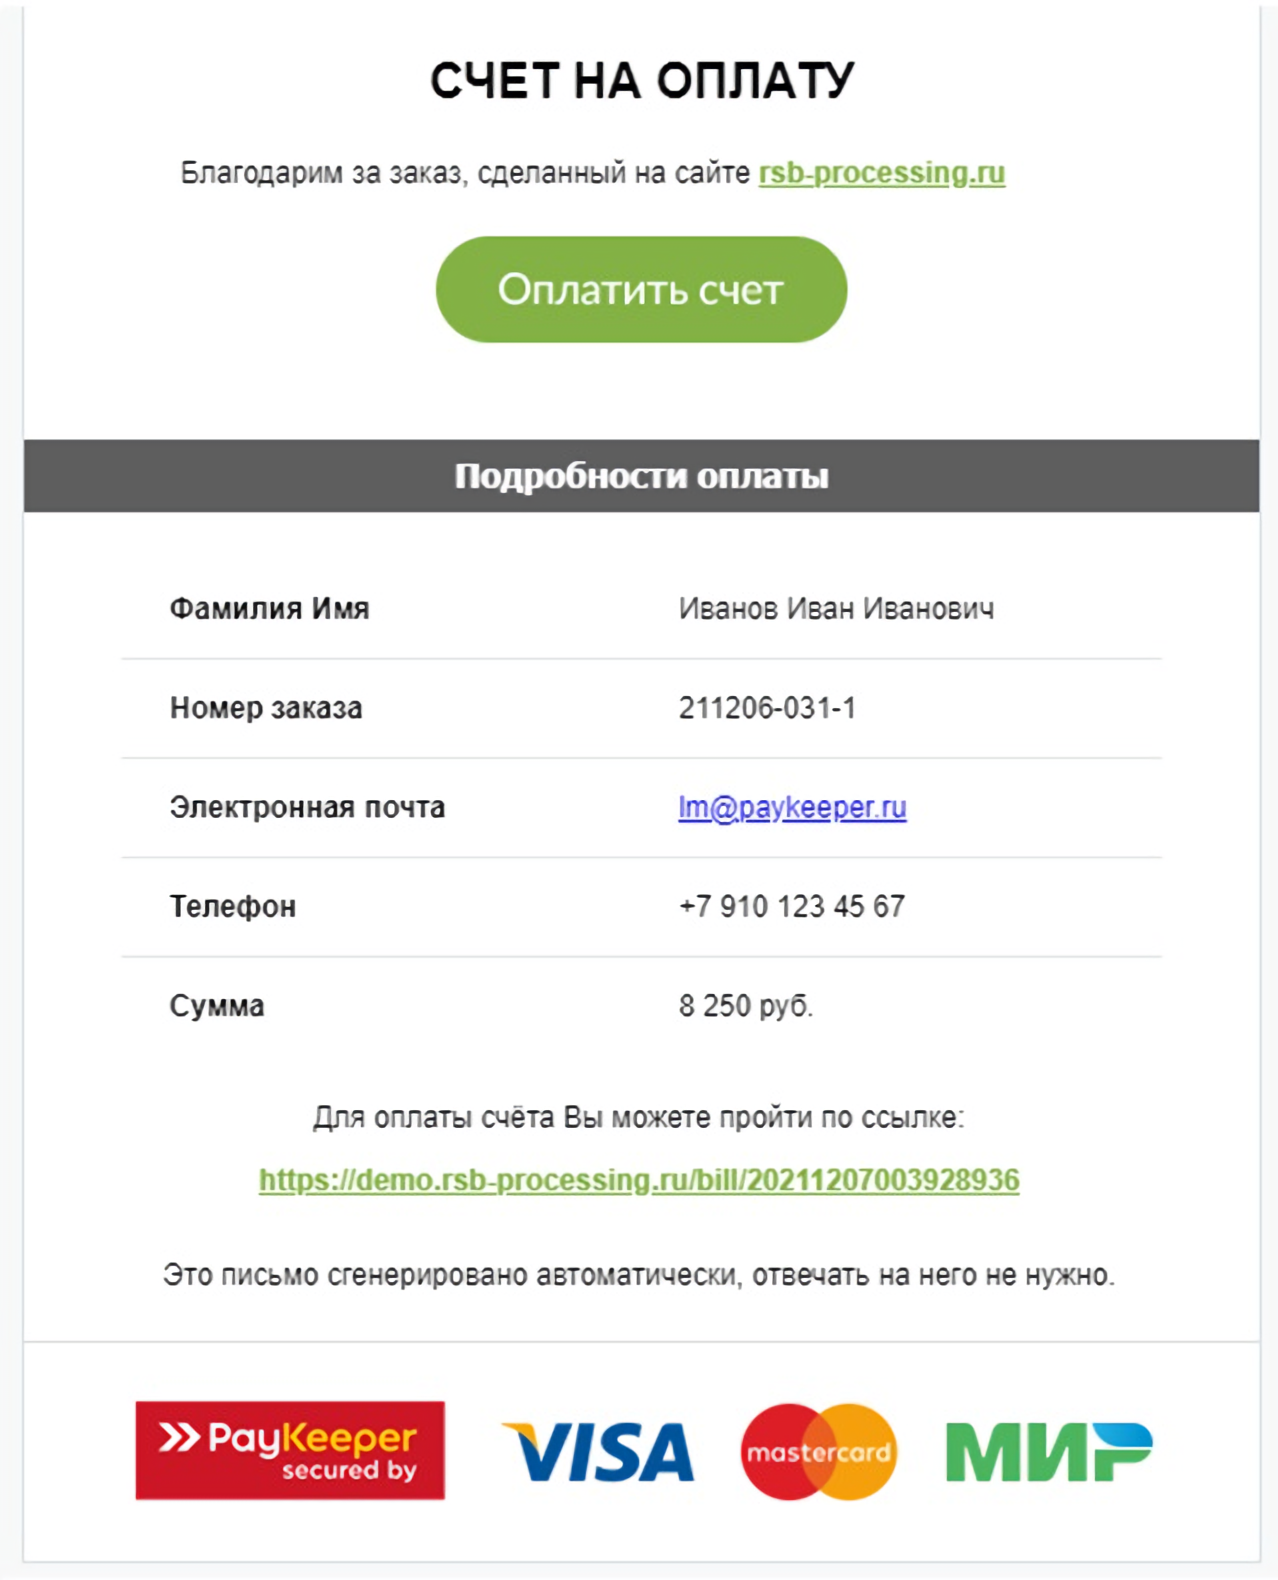 СЧЕТ НА ОПЛАТУ
Благодарим за заказ, сделанный на сайте rsb-processing.ru
Оплатить счет
Подробности оплаты
Фамилия Имя Иванов Иван Иванович
Номер заказа 211206-031-1
Электронная почта lm@paykeeper.ru
Телефон +7 910 123 45 67
Сумма 8 250 руб.
Для оплаты счёта Вы можете пройти по ссылке:
https://demo.rsb-processing.ru/bill/20211207003928936
Это письмо сгенерировано автоматически, отвечать на него не нужно.
PayKeeper VISA mastercard МИР
secured by